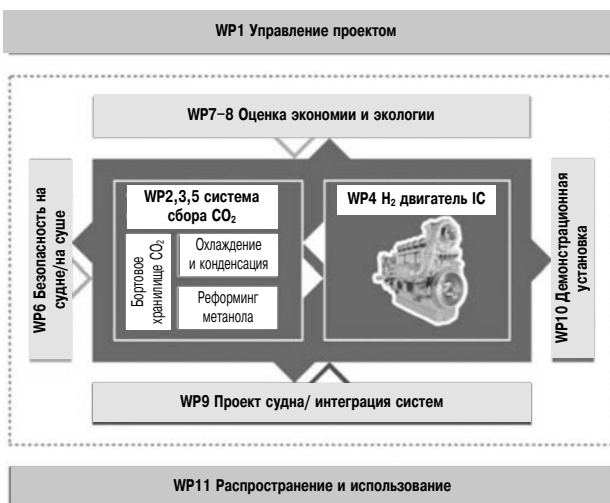 WP1 Управление проектом
WP7–8 Оценка экономии и экологии
WP6 Безопасность на
судне/на суше
WP2,3,5 система
сбора CO₂
Бортовое
хранилище CO₂
Охлаждение
и конденсация
Реформинг
метанола
WP4 H₂ двигатель IC
WP10 Демонстрационная
установка
WP9 Проект судна/ интеграция систем
WP11 Распространение и использование